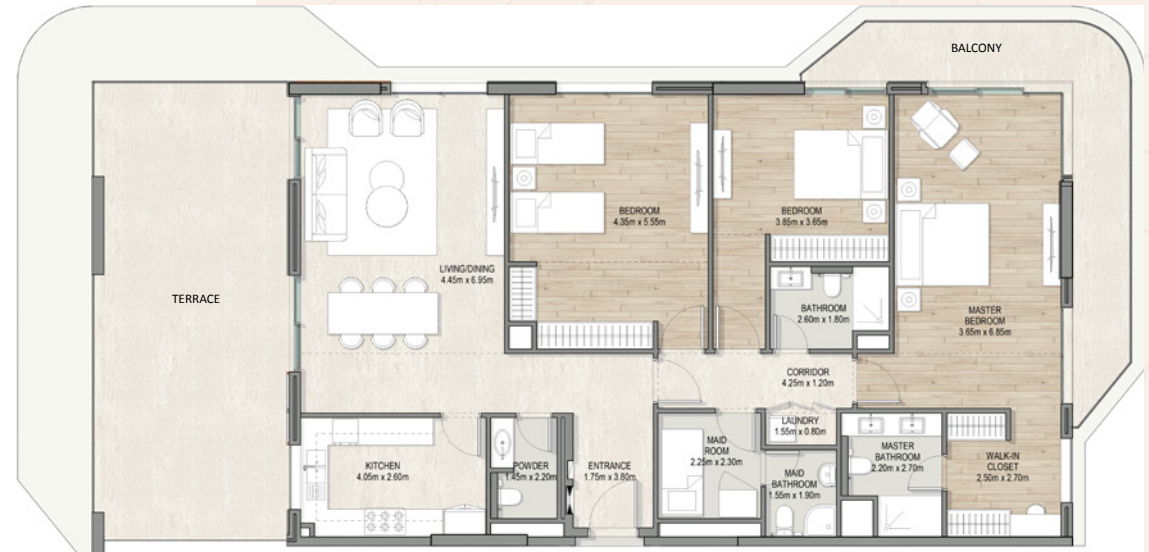 BALCONY
BEDROOM
4.35m x 5.55m
BEDROOM
3.85m x 3.65m
LIVING/DINING
4.45m x 6.95m
TERRACE
BATHROOM
2.60m x 1.80m
MASTER
BEDROOM
3.65m x 6.85m
CORRIDOR
4.25m x 1.20m
LAUNDRY
1.55m x 0.80m
KITCHEN
4.05m x 2.60m
POWDER
1.45m x 2.20m
ENTRANCE
1.75m x 3.80m
MAID
ROOM
2.25m x 2.30m
MAID
BATHROOM
1.55m x 1.90m
MASTER
BATHROOM
2.20m x 2.70m
WALK-IN
CLOSET
2.50m x 2.70m